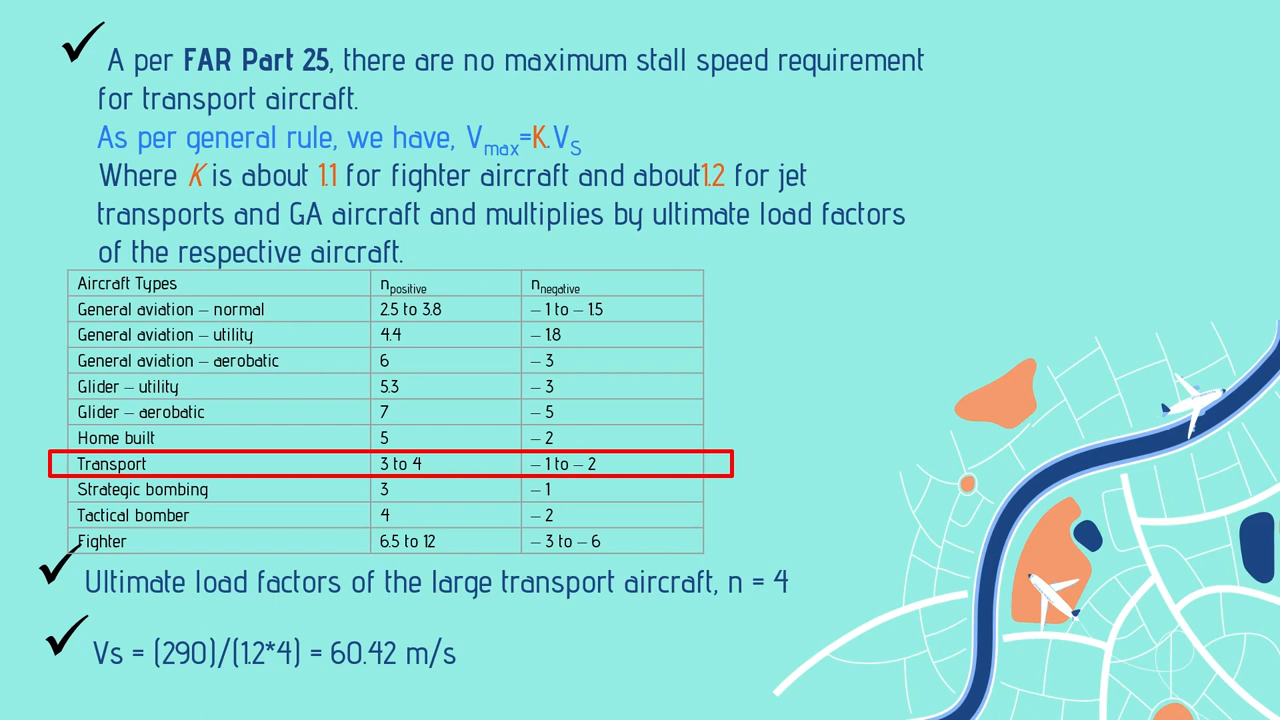 A per FAR Part 25, there are no maximum stall speed requirement
for transport aircraft.
As per general rule, we have, Vmax=K.VS
Where K is about 1.1 for fighter aircraft and about1.2 for jet
transports and GA aircraft and multiplies by ultimate load factors
of the respective aircraft.
Aircraft Types npositive nnegative
General aviation – normal 2.5 to 3.8 – 1 to – 1.5
General aviation – utility 4.4 – 1.8
General aviation – aerobatic 6 – 3
Glider – utility 5.3 – 3
Glider – aerobatic 7 – 5
Home built 5 – 2
Transport 3 to 4 – 1 to – 2
Strategic bombing 3 – 1
Tactical bomber 4 – 2
Fighter 6.5 to 12 – 3 to – 6
Ultimate load factors of the large transport aircraft, n = 4
Vs = (290)/(1.2*4) = 60.42 m/s